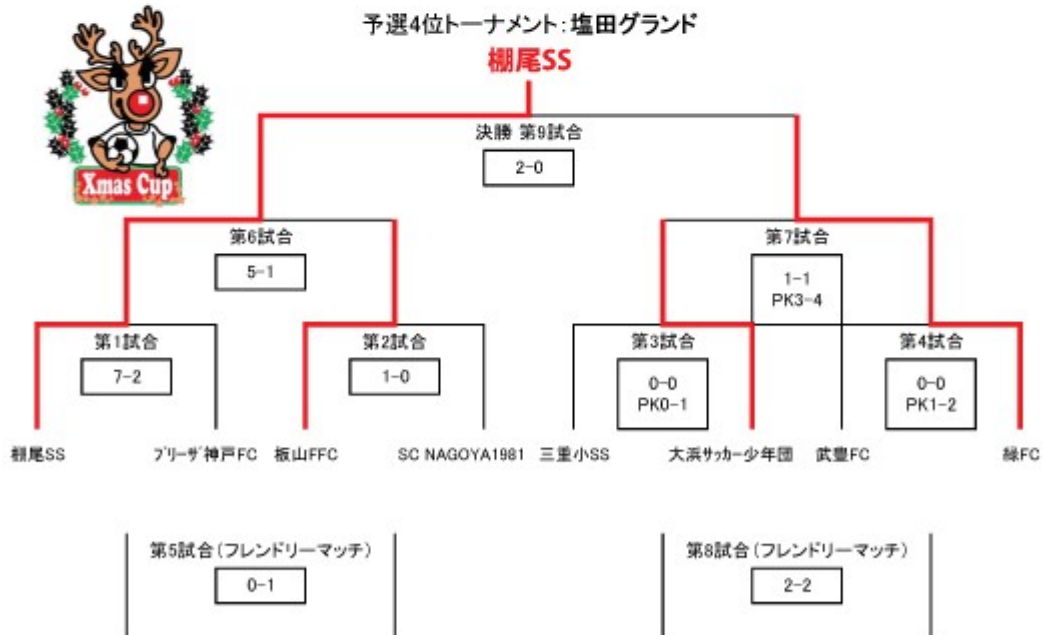 予選4位トーナメント:塩田グランド
棚尾SS
Xmas Cup
決勝 第9試合
2-0
第6試合
5-1
第7試合
1-1
PK3-4
第1試合
7-2
第2試合
1-0
第3試合
0-0
PK0-1
第4試合
0-0
PK1-2
棚尾SS
ブリーザ神戸FC
板山FFC
SC NAGOYA1981
三重小SS
大浜サッカー少年団
武豊FC
緑FC
第5試合(フレンドリーマッチ)
0-1
第8試合(フレンドリーマッチ)
2-2